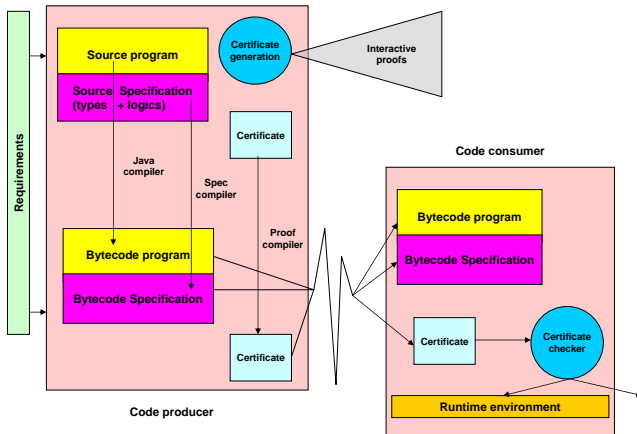 Requirements
Source program
Source Specification
(types + logics)
Certificate
generation
Interactive
proofs
Certificate
Java
compiler
Spec
compiler
Proof
compiler
Bytecode program
Bytecode Specification
Certificate
Code producer
Code consumer
Bytecode program
Bytecode Specification
Certificate
Certificate
checker
Runtime environment